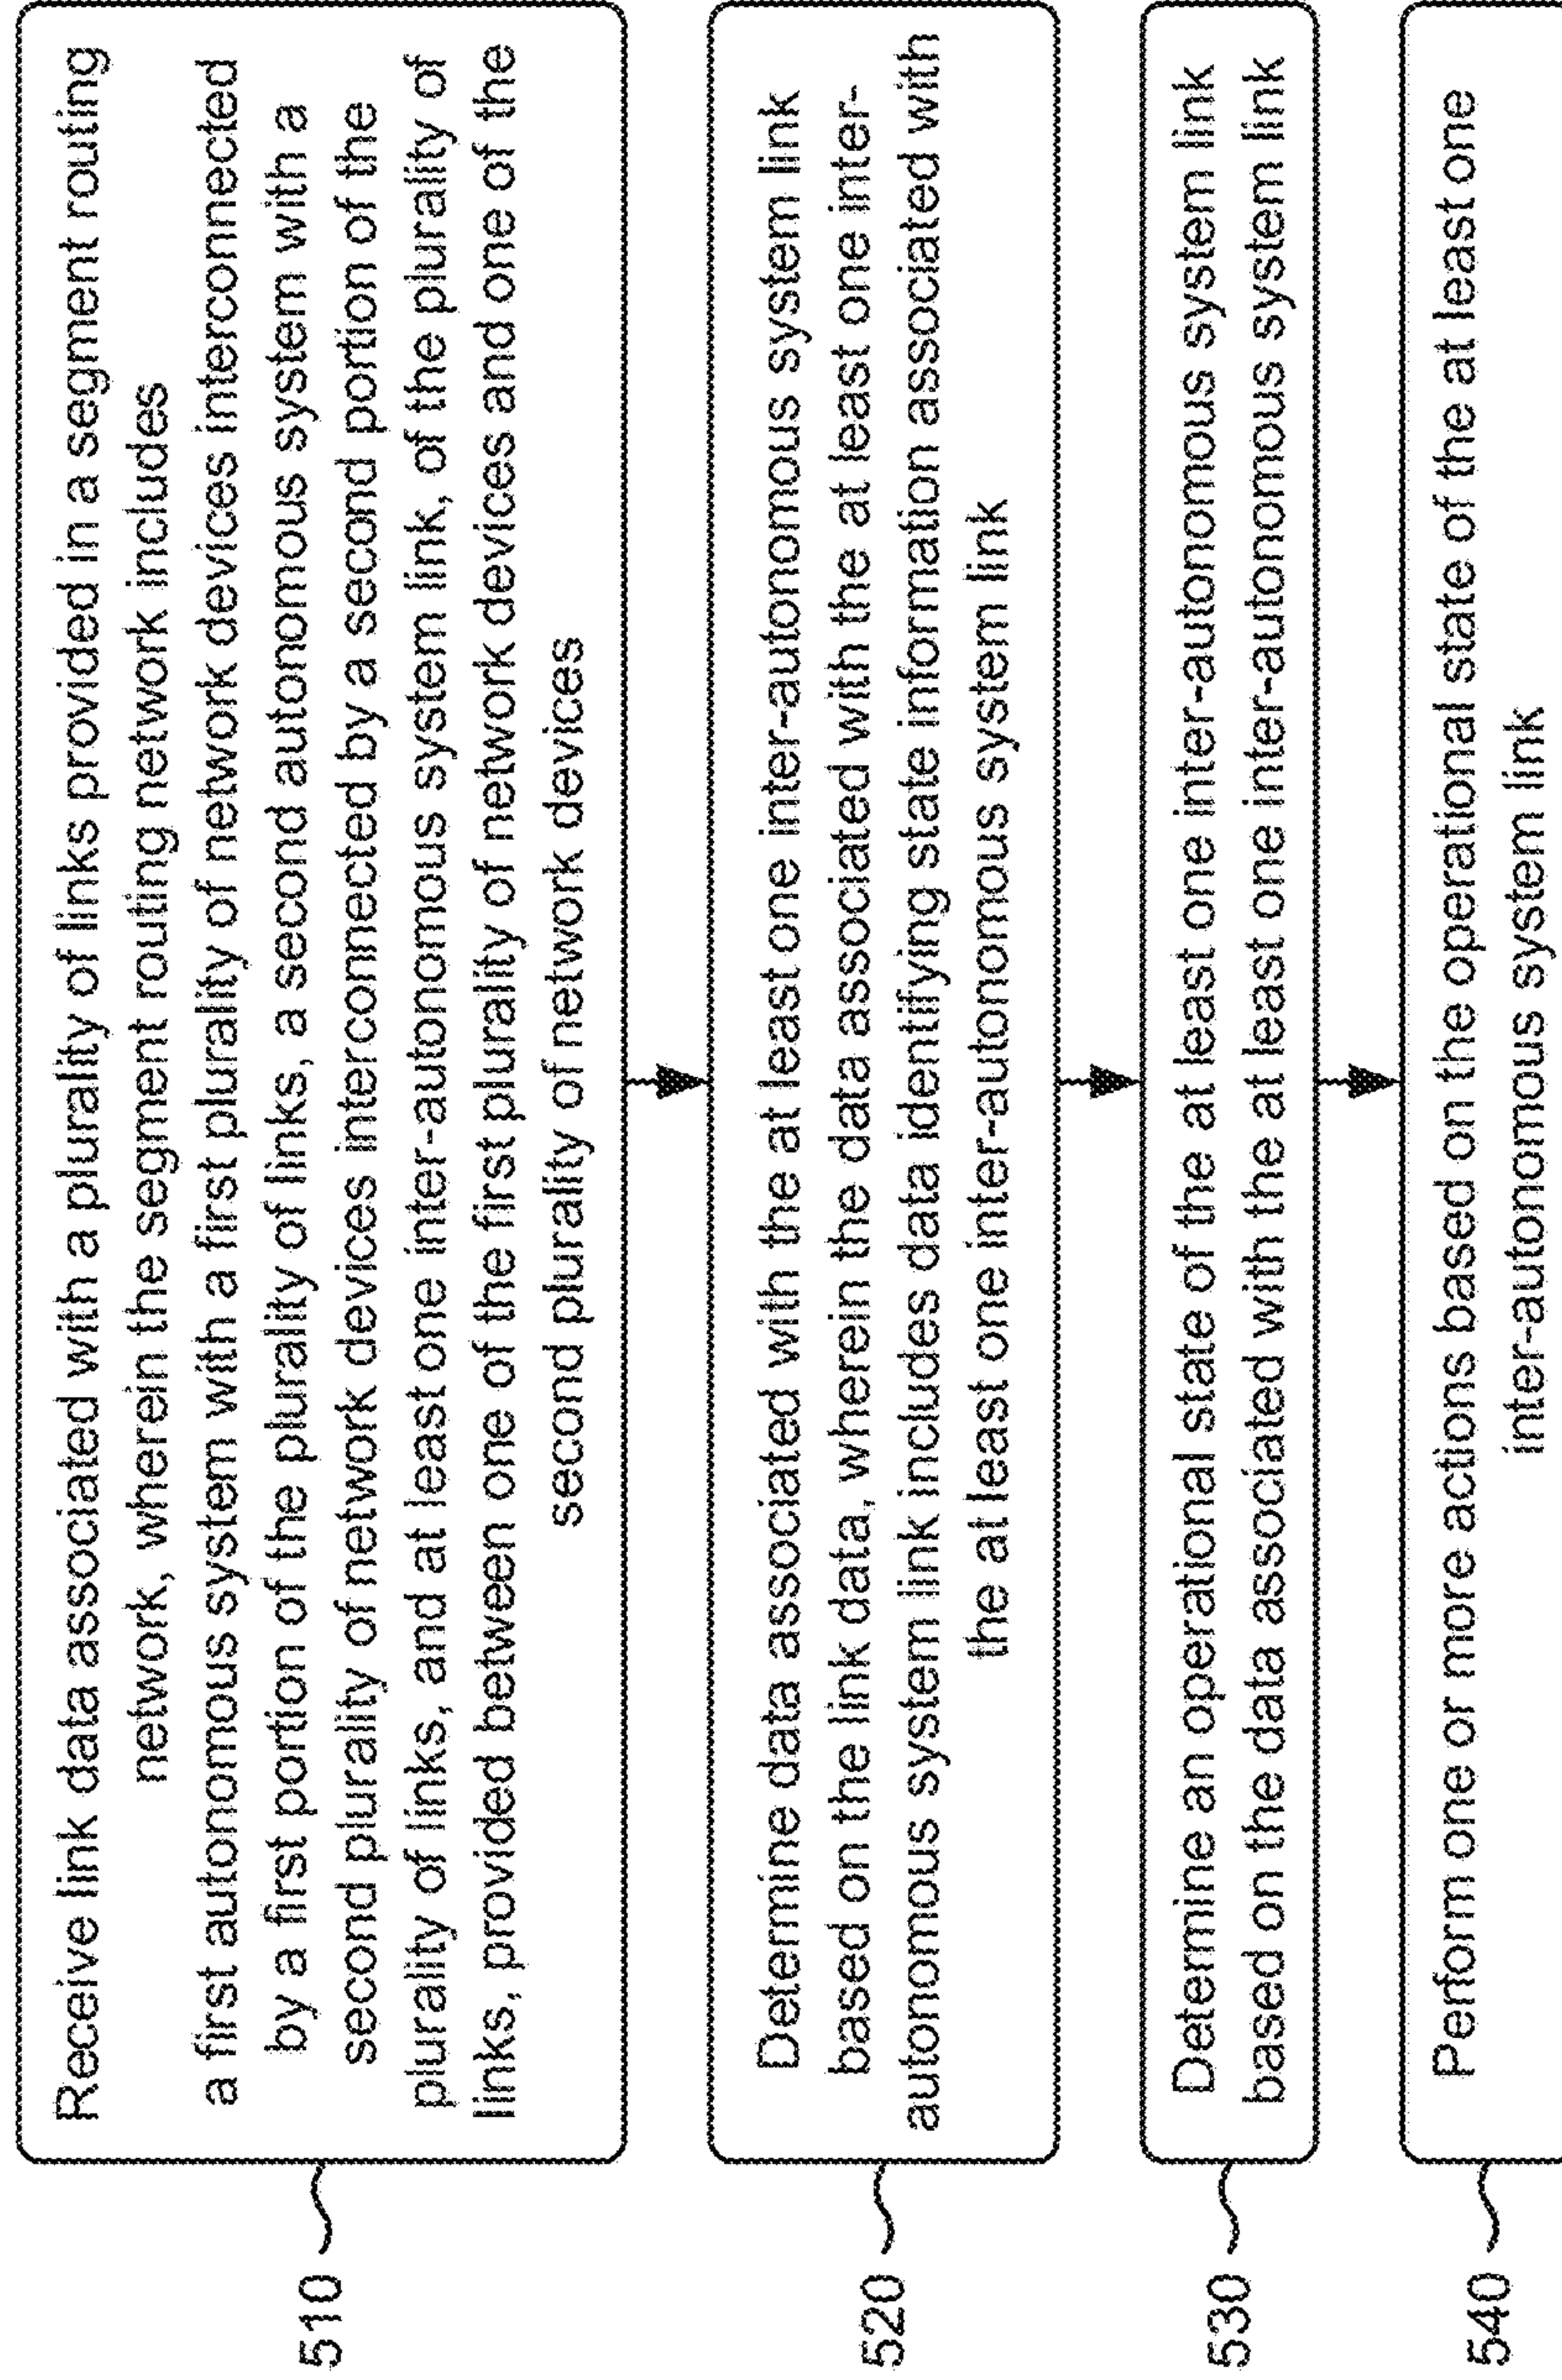 510
Receive link data associated with a plurality of links provided in a segment routing
network, wherein the segment routing network includes
a first autonomous system with a first plurality of network devices interconnected
by a first portion of the plurality of links, a second autonomous system with a
second plurality of network devices interconnected by a second portion of the
plurality of links, and at least one inter-autonomous system link, of the plurality of
links, provided between one of the first plurality of network devices and one of the
second plurality of network devices
520
Determine data associated with the at least one inter-autonomous system link
based on the link data, wherein the data associated with the at least one inter-
autonomous system link includes data identifying state information associated with
the at least one inter-autonomous system link
530
Determine an operational state of the at least one inter-autonomous system link
based on the data associated with the at least one inter-autonomous system link
540
Perform one or more actions based on the operational state of the at least one
inter-autonomous system link